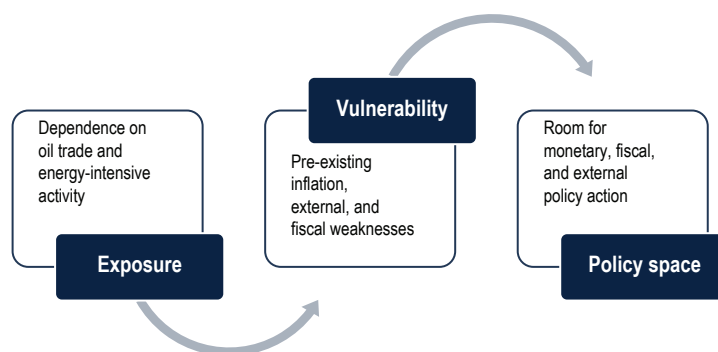 Dependence on
oil trade and
energy-intensive
activity
Exposure
Vulnerability
Pre-existing
inflation,
external, and
fiscal weaknesses
Room for
monetary, fiscal,
and external
policy action
Policy space